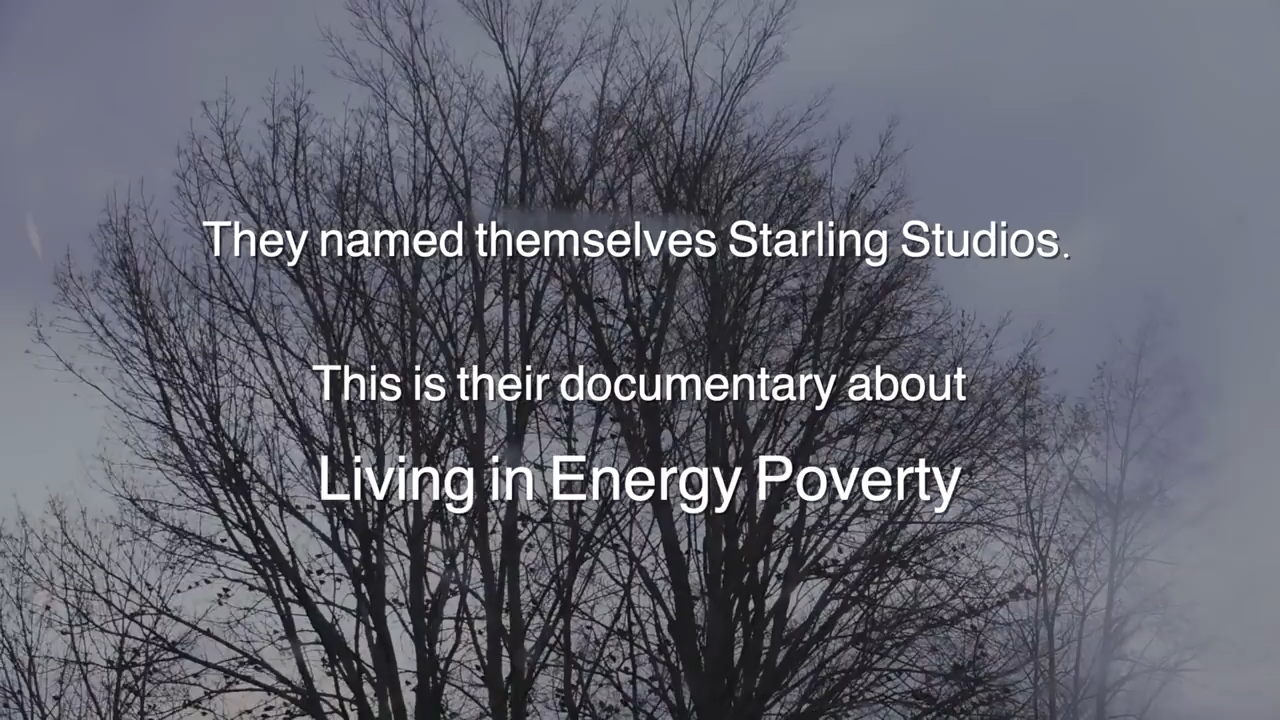 They named themselves Starling Studios.
This is their documentary about
Living in Energy Poverty